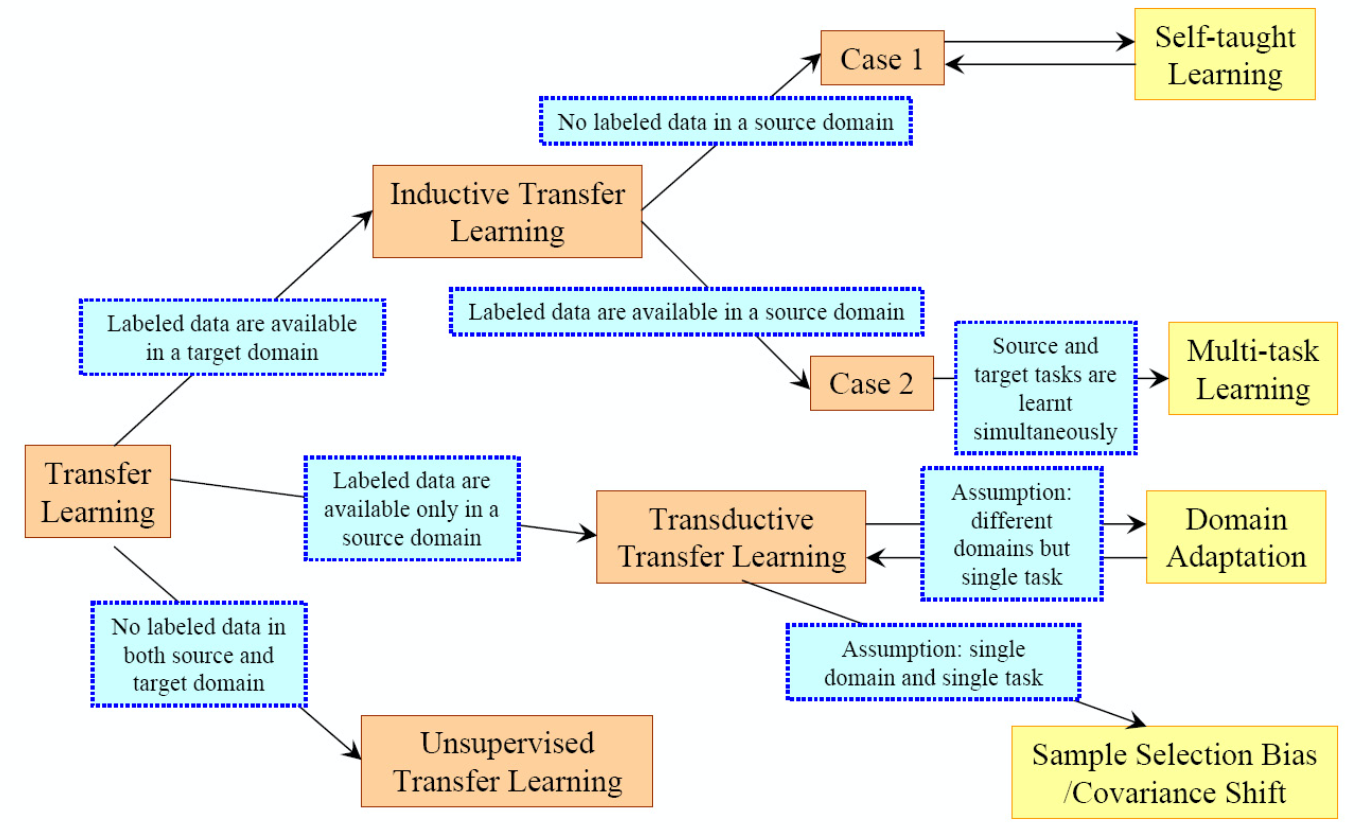 Case 1
Self-taught
Learning
No labeled data in a source domain
Inductive Transfer
Learning
Labeled data are available
in a target domain
Labeled data are available in a source domain
Case 2
Source and
target tasks are
learnt
simultaneously
Multi-task
Learning
Transfer
Learning
Labeled data are
available only in a
source domain
Transductive
Transfer Learning
Assumption:
different
domains but
single task
Domain
Adaptation
No labeled data in
both source and
target domain
Assumption: single
domain and single task
Unsupervised
Transfer Learning
Sample Selection Bias
/Covariance Shift